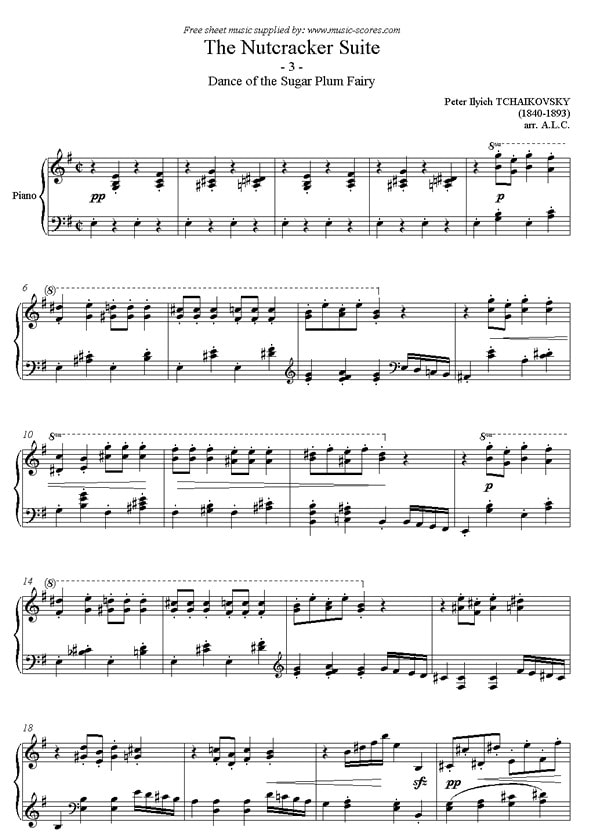 Free sheet music supplied by: www.music-scores.com
The Nutcracker Suite
- 3 -
Dance of the Sugar Plum Fairy
Peter Ilyich TCHAIKOVSKY
(1840-1893)
arr. A.L.C.
8va
Piano
pp
p
6
(8)
8va
10
8va
8va
p
14
(8)
18
sfz
pp